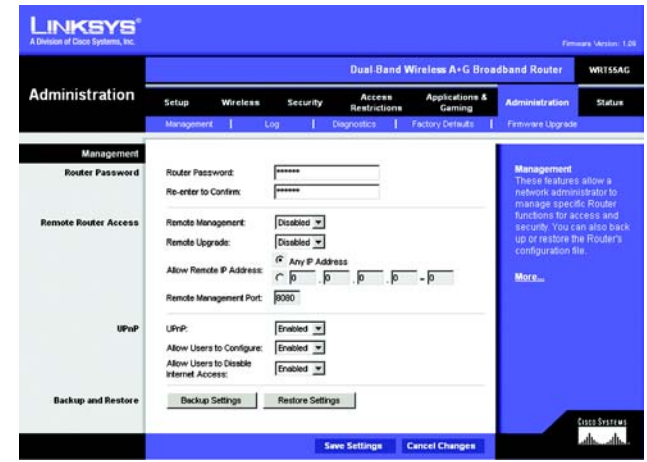 LINKSYS®
A Division of Cisco Systems, Inc.
Firmware Version: 1.06
Dual-Band Wireless A+G Broadband Router WRT55AG
Administration
Setup Wireless Security Access Restrictions Applications & Gaming Administration Status
Management | Log | Diagnostics | Factory Defaults | Firmware Upgrade
Management
Router Password
Router Password: ******
Re-enter to Confirm: ******
Remote Router Access
Remote Management: Disabled
Remote Upgrade: Disabled
Allow Remote IP Address:
Any IP Address
0 . 0 . 0 . 0 - 0
Remote Management Port: 8080
UPnP
UPnP: Enabled
Allow Users to Configure: Enabled
Allow Users to Disable
Internet Access: Enabled
Backup and Restore
Backup Settings Restore Settings
Management
These features allow a
network administrator to
manage specific Router
functions for access and
security. You can also back
up or restore the Router's
configuration file.
More...
Save Settings Cancel Changes
CISCO SYSTEMS